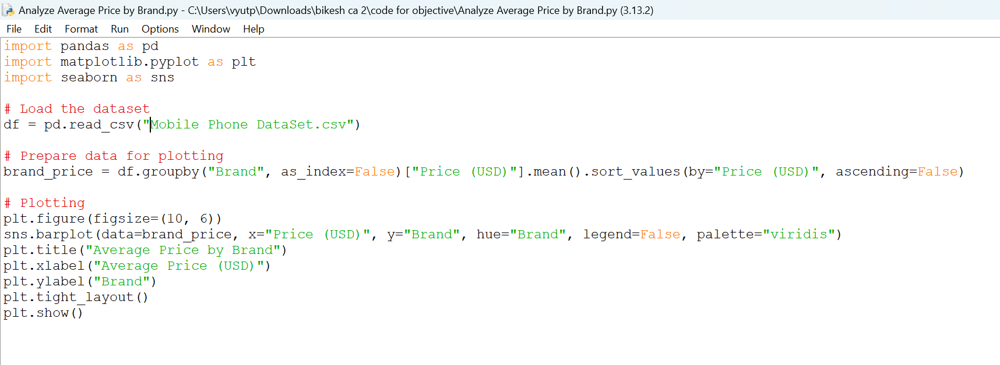 Analyze Average Price by Brand.py - C:\Users\vyutp\Downloads\bikesh ca 2\code for objective\Analyze Average Price by Brand.py (3.13.2)
File Edit Format Run Options Window Help
import pandas as pd
import matplotlib.pyplot as plt
import seaborn as sns
# Load the dataset
df = pd.read_csv("Mobile Phone DataSet.csv")
# Prepare data for plotting
brand_price = df.groupby("Brand", as_index=False)["Price (USD)"].mean().sort_values(by="Price (USD)", ascending=False)
# Plotting
plt.figure(figsize=(10, 6))
sns.barplot(data=brand_price, x="Price (USD)", y="Brand", hue="Brand", legend=False, palette="viridis")
plt.title("Average Price by Brand")
plt.xlabel("Average Price (USD)")
plt.ylabel("Brand")
plt.tight_layout()
plt.show()